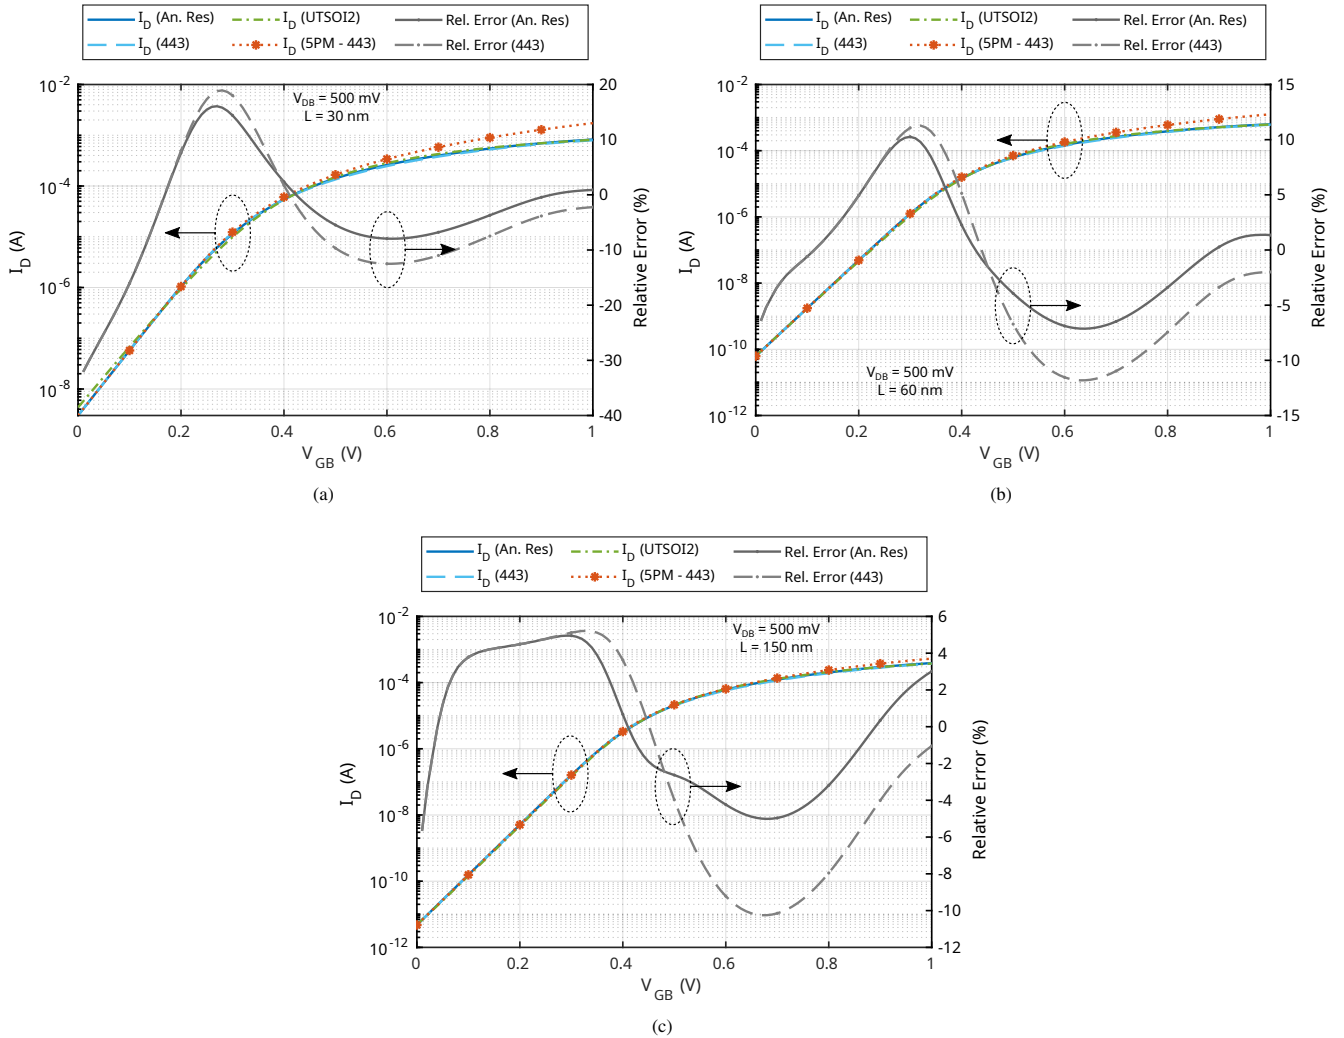 I_D (An. Res) I_D (UTSOI2) Rel. Error (An. Res)
I_D (443) I_D (5PM - 443) Rel. Error (443)
10^-2 10^-4 10^-6 10^-8
I_D (A)
V_DB = 500 mV
L = 30 nm
20 10 0 -10 -20 -30 -40
Relative Error (%)
0 0.2 0.4 0.6 0.8 1
V_GB (V)
(a)
I_D (An. Res) I_D (UTSOI2) Rel. Error (An. Res)
I_D (443) I_D (5PM - 443) Rel. Error (443)
10^-2 10^-4 10^-6 10^-8 10^-10 10^-12
I_D (A)
V_DB = 500 mV
L = 60 nm
15 10 5 0 -5 -10 -15
Relative Error (%)
0 0.2 0.4 0.6 0.8 1
V_GB (V)
(b)
I_D (An. Res) I_D (UTSOI2) Rel. Error (An. Res)
I_D (443) I_D (5PM - 443) Rel. Error (443)
10^-2 10^-4 10^-6 10^-8 10^-10 10^-12
I_D (A)
V_DB = 500 mV
L = 150 nm
6 4 2 0 -2 -4 -6 -8 -10 -12
Relative Error (%)
0 0.2 0.4 0.6 0.8 1
V_GB (V)
(c)